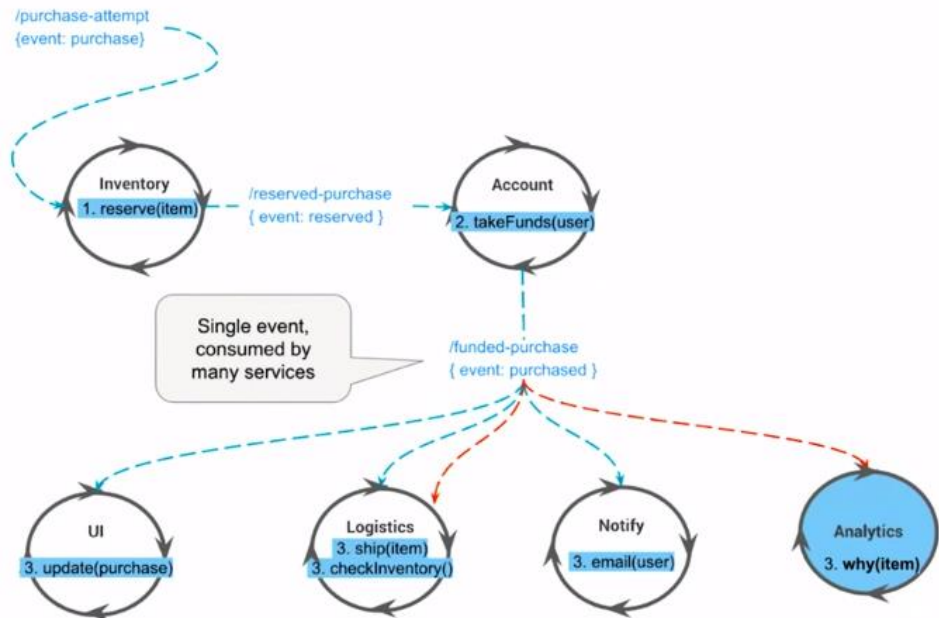 /purchase-attempt
{event: purchase}
Inventory
1. reserve(item)
/reserved-purchase
{ event: reserved }
Account
2. takeFunds(user)
Single event,
consumed by
many services
/funded-purchase
{ event: purchased }
UI
3. update(purchase)
Logistics
3. ship(item)
3. checkInventory()
Notify
3. email(user)
Analytics
3. why(item)